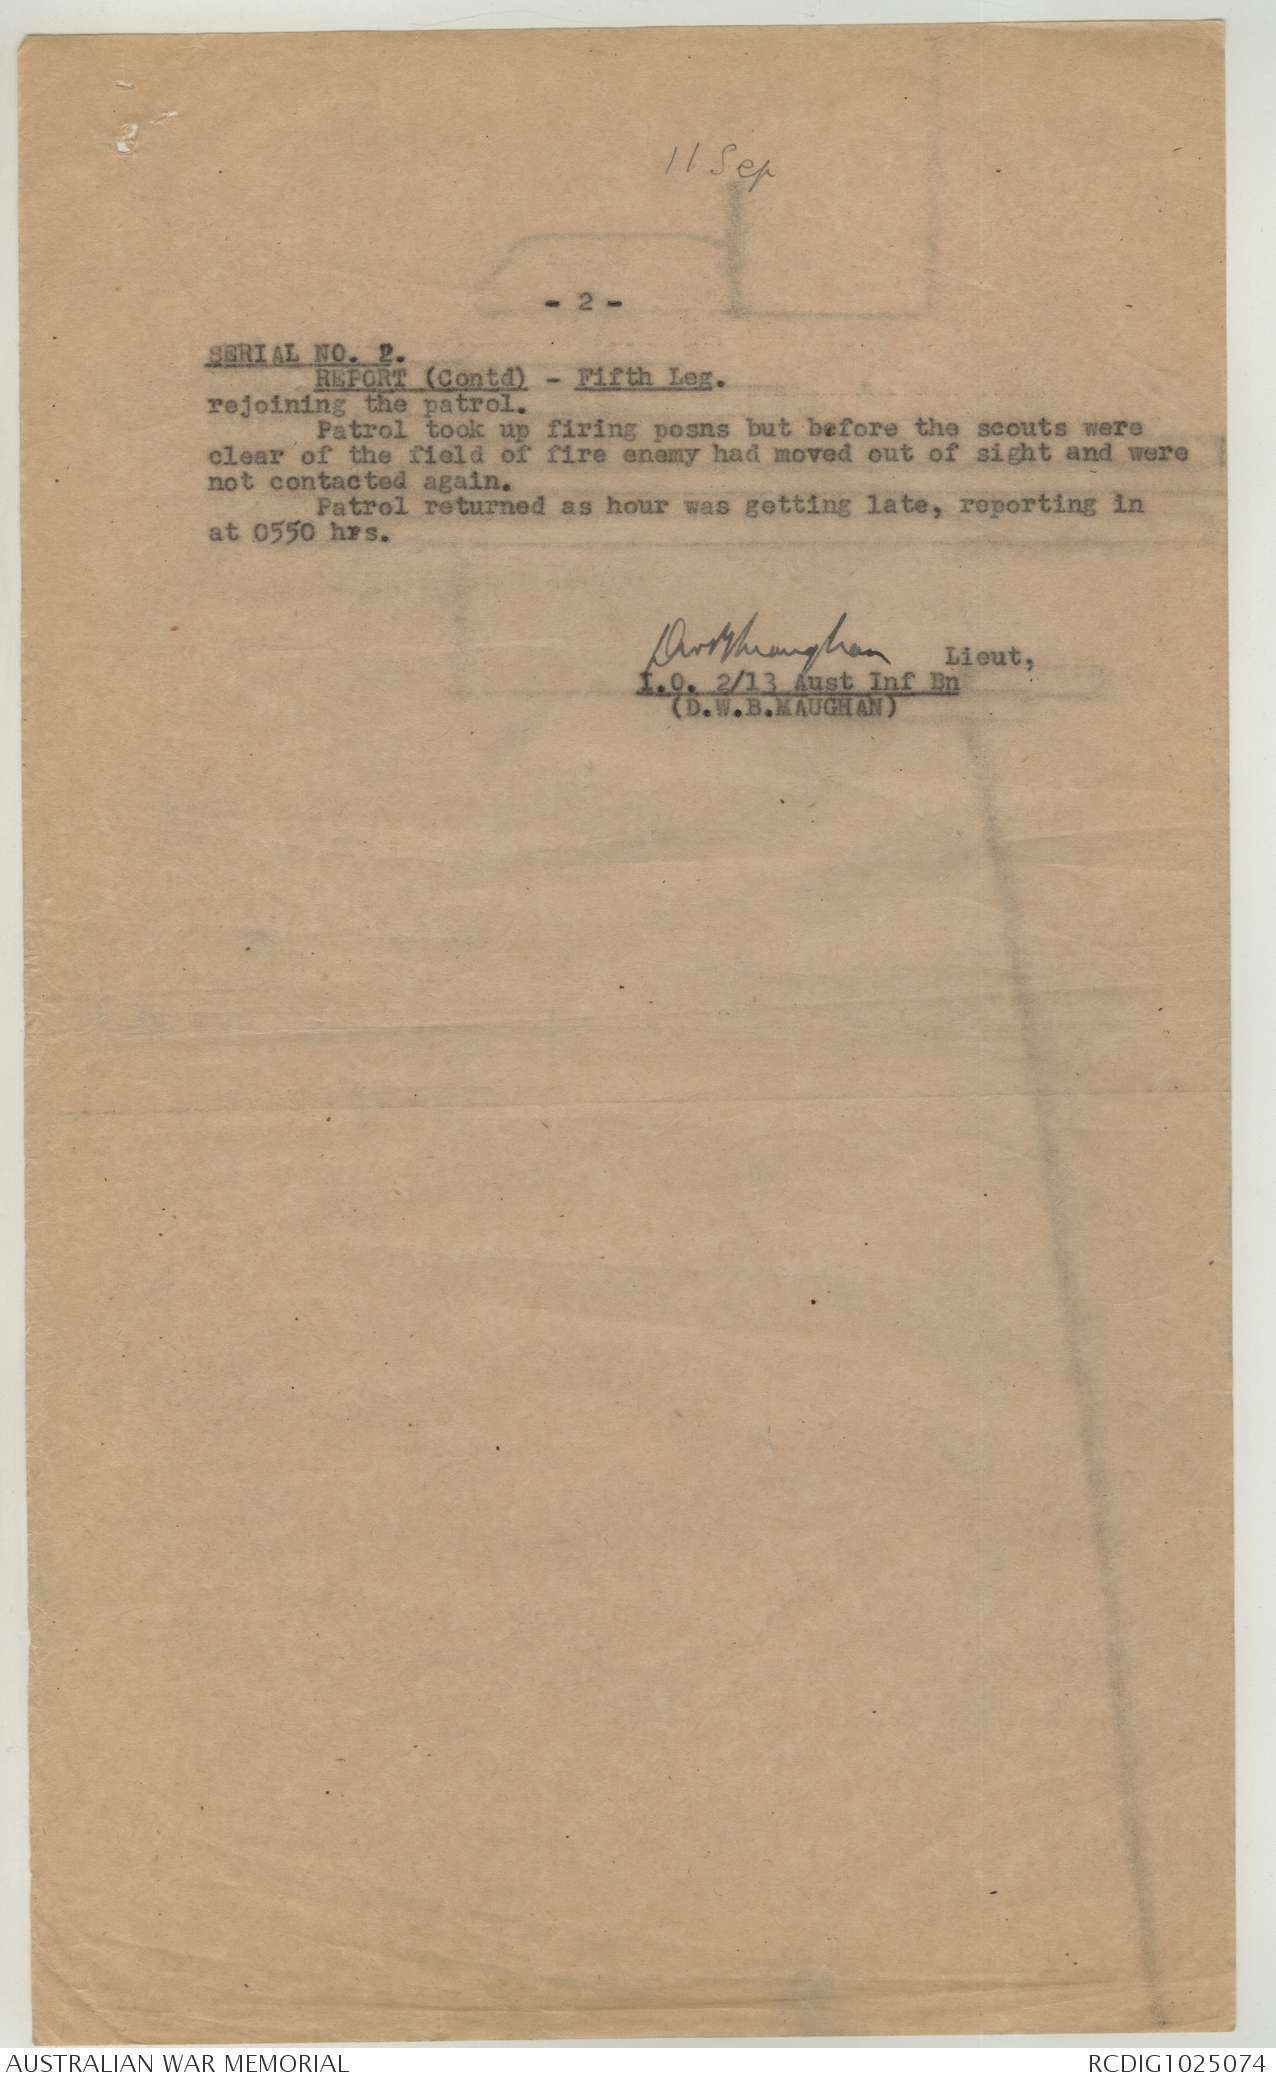 11 Sep
- 2 -
SERIAL NO. 2.
REPORT (Contd) - Fifth Leg.
rejoining the patrol.
Patrol took up firing posns but before the scouts were
clear of the field of fire enemy had moved out of sight and were
not contacted again.
Patrol returned as hour was getting late, reporting in
at 0550 hrs.
DWBMaughan Lieut,
I.O. 2/13 Aust Inf Bn
(D.W.B.MAUGHAN)
AUSTRALIAN WAR MEMORIAL
RCDIG1025074